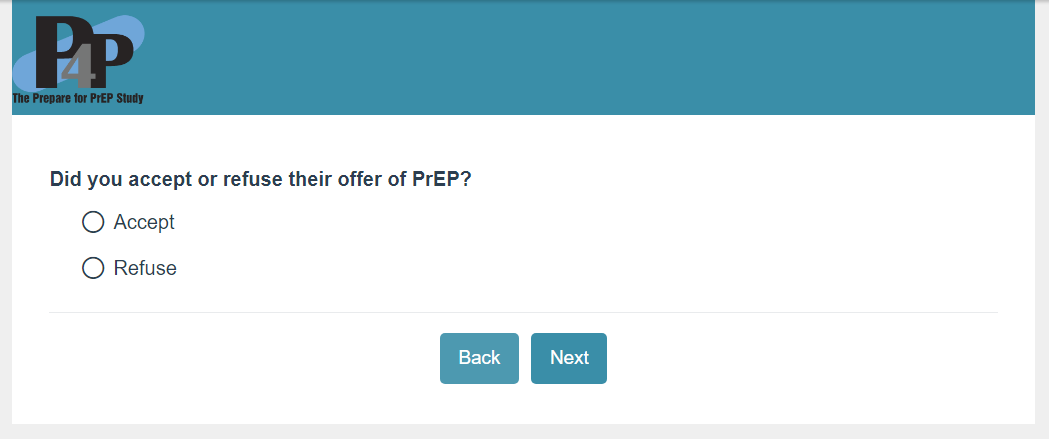 P4P
The Prepare for PrEP Study
Did you accept or refuse their offer of PrEP?
Accept
Refuse
Back
Next